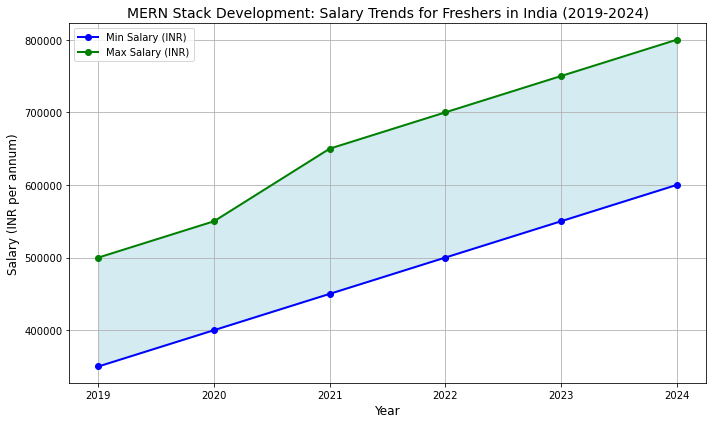 MERN Stack Development: Salary Trends for Freshers in India (2019-2024)
Min Salary (INR)
Max Salary (INR)
Salary (INR per annum)
800000
700000
600000
500000
400000
2019 2020 2021 2022 2023 2024
Year